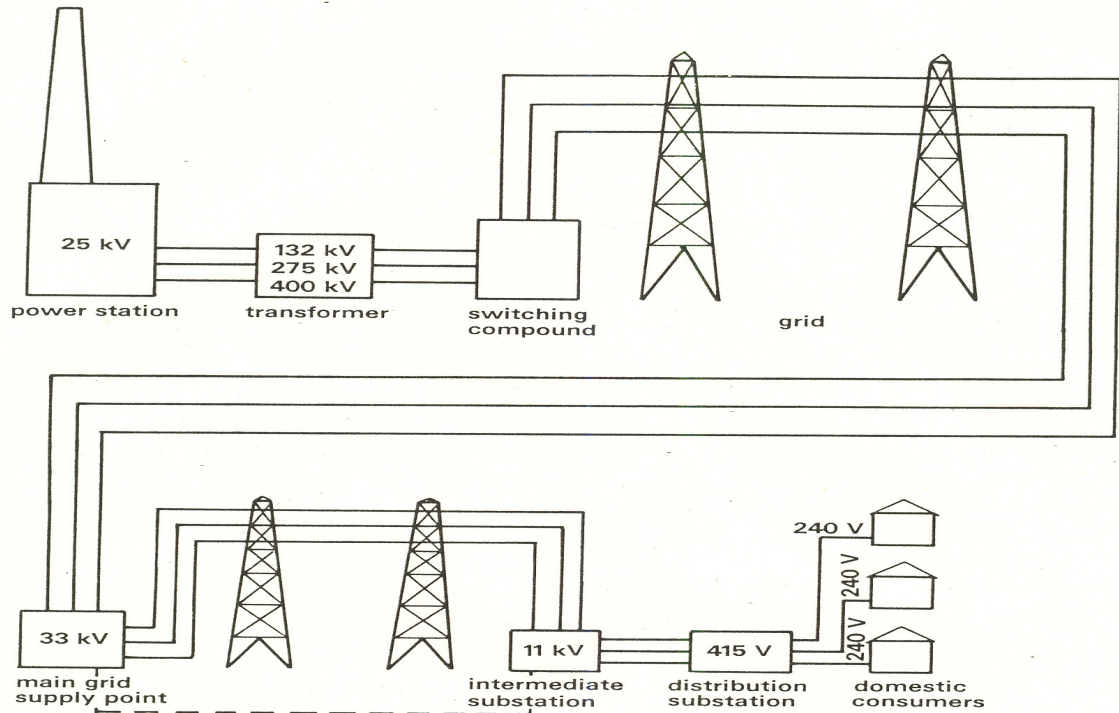 25 kV
132 kV
275 kV
400 kV
power station
transformer
switching
compound
grid
240 V
240 V
240 V
33 kV
11 kV
415 V
main grid
supply point
intermediate
substation
distribution
substation
domestic
consumers